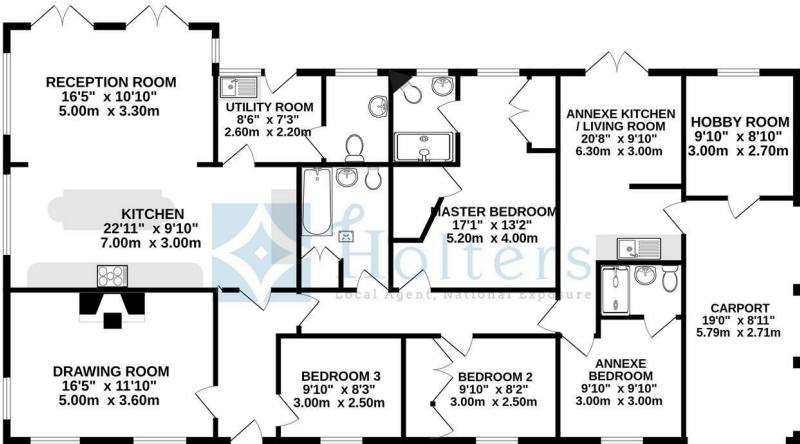 RECEPTION ROOM
16'5" x 10'10"
5.00m x 3.30m
UTILITY ROOM
8'6" x 7'3"
2.60m x 2.20m
ANNEXE KITCHEN
/ LIVING ROOM
20'8" x 9'10"
6.30m x 3.00m
HOBBY ROOM
9'10" x 8'10"
3.00m x 2.70m
KITCHEN
22'11" x 9'10"
7.00m x 3.00m
MASTER BEDROOM
17'1" x 13'2"
5.20m x 4.00m
Holters
Local Agent, National Exposure
DRAWING ROOM
16'5" x 11'10"
5.00m x 3.60m
BEDROOM 3
9'10" x 8'3"
3.00m x 2.50m
BEDROOM 2
9'10" x 8'2"
3.00m x 2.50m
ANNEXE
BEDROOM
9'10" x 9'10"
3.00m x 3.00m
CARPORT
19'0" x 8'11"
5.79m x 2.71m